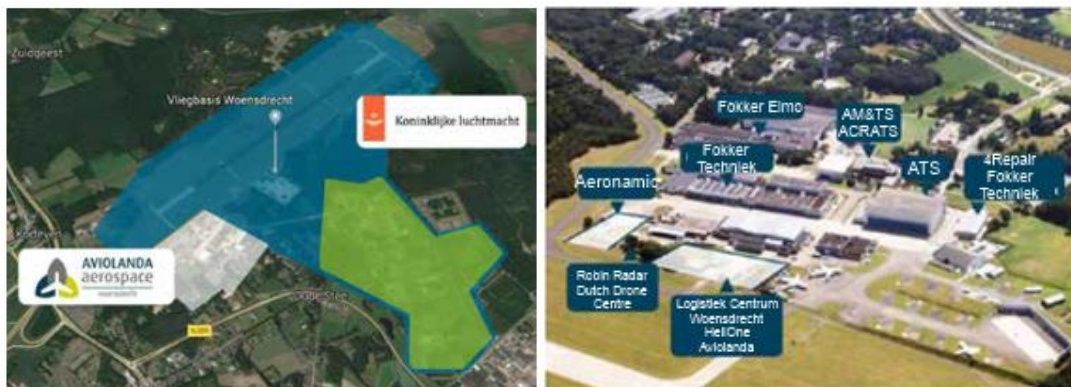 Zuidgeest
Vliegbasis Woensdrecht
Koninklijke luchtmacht
AVIOLANDA
aerospace
woensdrecht
N289
Fokker Elmo
AM&TS
ACRATS
Fokker
Techniek
ATS
4Repair
Fokker
Techniek
Aeronamic
Robin Radar
Dutch Drone
Centre
Logistiek Centrum
Woensdrecht
HeliOne
Aviolanda